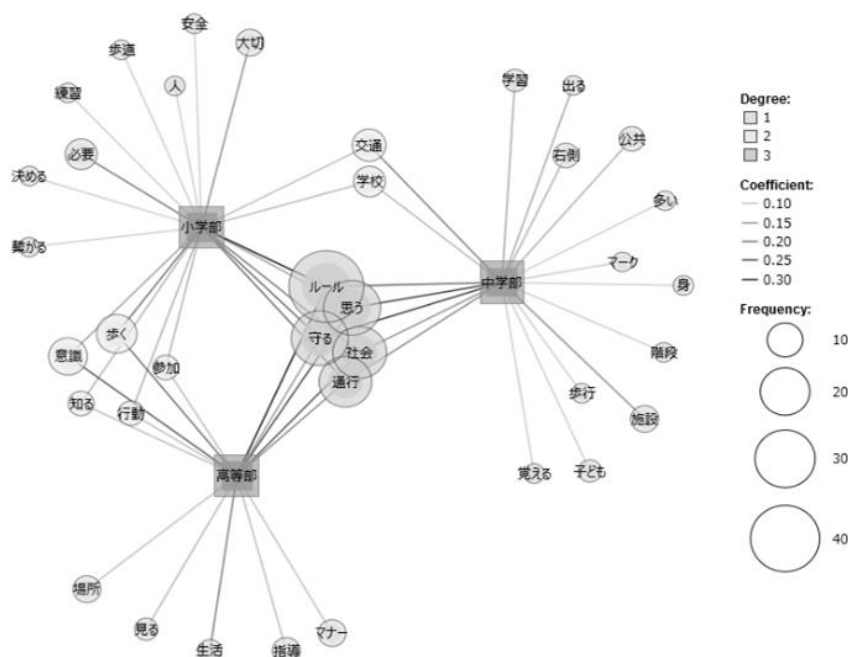 安全
大切
歩道
人
練習
必要
決める
繋がる
小学部
交通
学校
学習
出る
公共
右側
多い
マーク
身
中学部
階段
歩行
施設
覚える
子ども
ルール
思う
守る
社会
通行
歩く
意識
参加
知る
行動
高等部
場所
見る
生活
指導
マナー
Degree:
1
2
3
Coefficient:
0.10
0.15
0.20
0.25
0.30
Frequency:
10
20
30
40